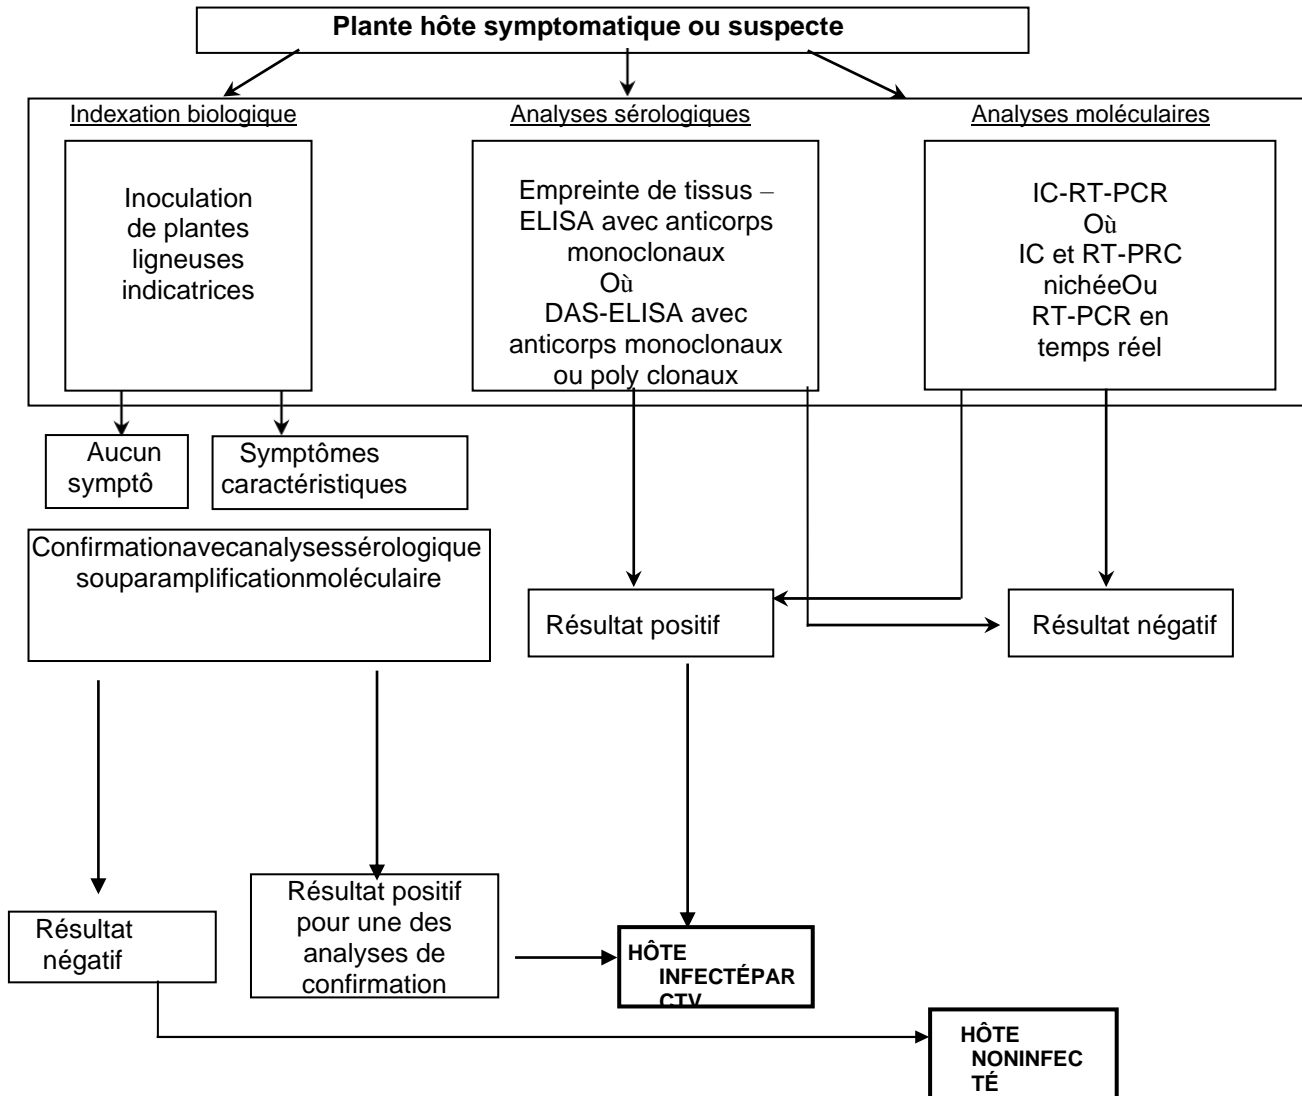 Plante hôte symptomatique ou suspecte
Indexation biologique
Analyses sérologiques
Analyses moléculaires
Inoculation
de plantes
ligneuses
indicatrices
Empreinte de tissus –
ELISA avec anticorps
monoclonaux
Où
DAS-ELISA avec
anticorps monoclonaux
ou poly clonaux
IC-RT-PCR
Où
IC et RT-PRC
nichéeOu
RT-PCR en
temps réel
Aucun
symptô
Symptômes
caractéristiques
Confirmationavecanalysessérologique
souparamplificationmoléculaire
Résultat positif
Résultat négatif
Résultat
négatif
Résultat positif
pour une des
analyses de
confirmation
HÔTE
INFECTÉPAR
CTV
HÔTE
NONINFEC
TÉ